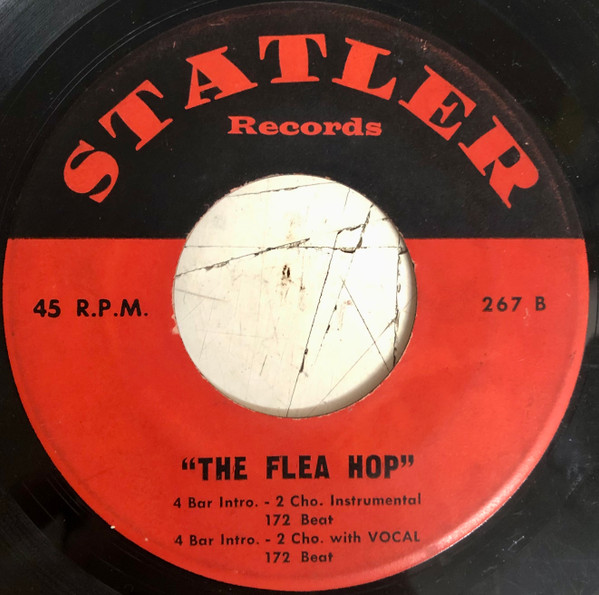 STATLER
Records
45 R.P.M.
267 B
"THE FLEA HOP"
4 Bar Intro. - 2 Cho. Instrumental
172 Beat
4 Bar Intro. - 2 Cho. with VOCAL
172 Beat